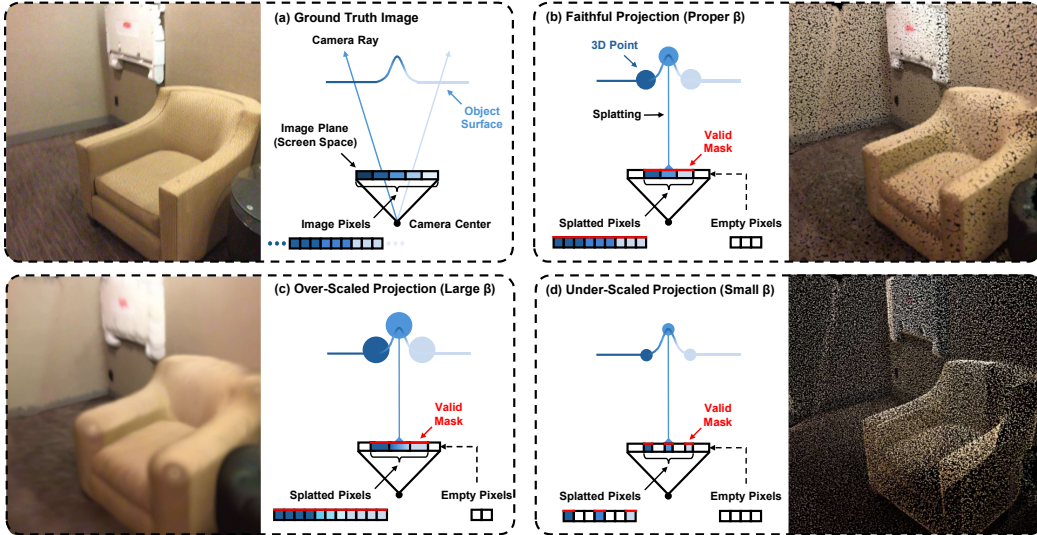 (a) Ground Truth Image
Camera Ray
Object
Surface
Image Plane
(Screen Space)
Image Pixels
Camera Center
(b) Faithful Projection (Proper β)
3D Point
Splatting
Valid
Mask
Splatted Pixels
Empty Pixels
(c) Over-Scaled Projection (Large β)
Valid
Mask
Splatted Pixels
Empty Pixels
(d) Under-Scaled Projection (Small β)
Valid
Mask
Splatted Pixels
Empty Pixels